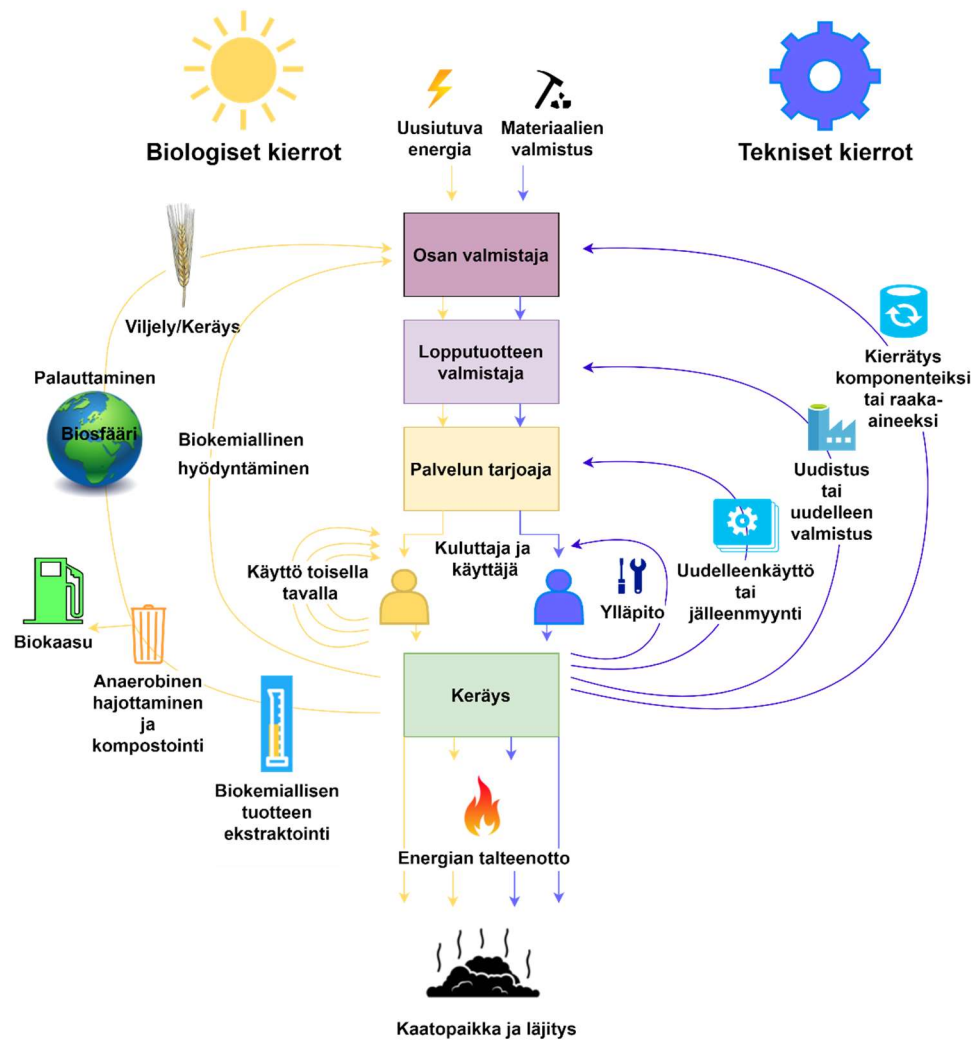 Biologiset kierrot
Uusiutuva
energia
Materiaalien
valmistus
Tekniset kierrot
Osan valmistaja
Viljely/Keräys
Lopputuotteen
valmistaja
Kierrätys
komponenteiksi
tai raaka-
aineeksi
Palauttaminen
Biosfääri
Biokemiallinen
hyödyntäminen
Palvelun tarjoaja
Uudistus
tai
uudelleen
valmistus
Käyttö toisella
tavalla
Kuluttaja ja
käyttäjä
Ylläpito
Uudelleenkäyttö
tai
jälleenmyynti
Biokaasu
Anaerobinen
hajottaminen
ja
kompostointi
Keräys
Biokemiallisen
tuotteen
ekstraktointi
Energian talteenotto
Kaatopaikka ja läjitys